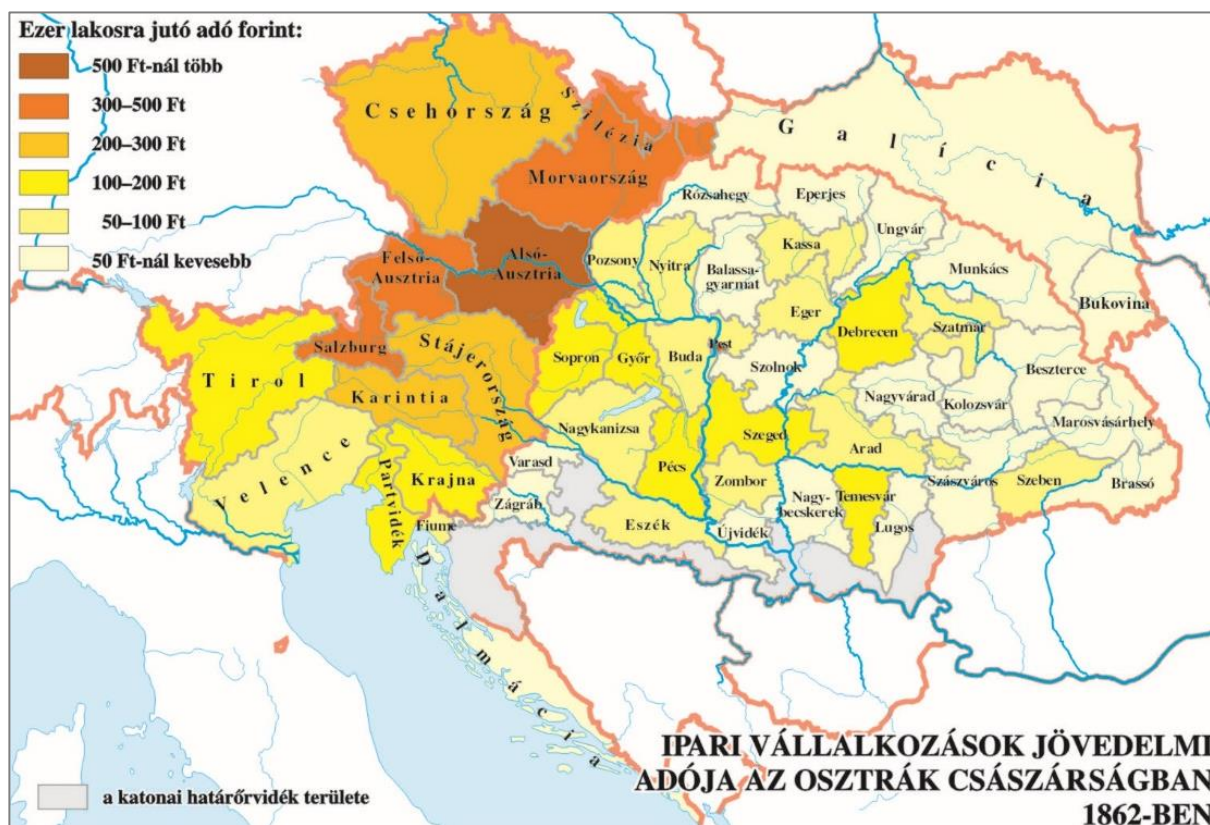 Ezer lakosra jutó adó forint:
500 Ft-nál több
300–500 Ft
200–300 Ft
100–200 Ft
50–100 Ft
50 Ft-nál kevesebb
Csehország
Szilézia
Galícia
Morvaország
Rózsahegy
Eperjes
Ungvár
Felső-
Ausztria
Alsó-
Ausztria
Pozsony
Nyitra
Balassa-
gyarmat
Kassa
Munkács
Bukovina
Eger
Debrecen
Szatmár
Salzburg
Stájerország
Sopron
Győr
Buda
Pest
Szolnok
Beszterce
Tirol
Karintia
Nagyvárad
Kolozsvár
Marosvásárhely
Nagykanizsa
Szeged
Arad
Velence
Partvidék
Krajna
Varasd
Pécs
Zombor
Szászváros
Szeben
Brassó
Zágráb
Nagy-
becskerek
Temesvár
Fiume
Eszék
Újvidék
Lugos
Dalmácia
IPARI VÁLLALKOZÁSOK JÖVEDELMI
ADÓJA AZ OSZTRÁK CSÁSZÁRSÁGBAN
1862-BEN
a katonai határőrvidék területe